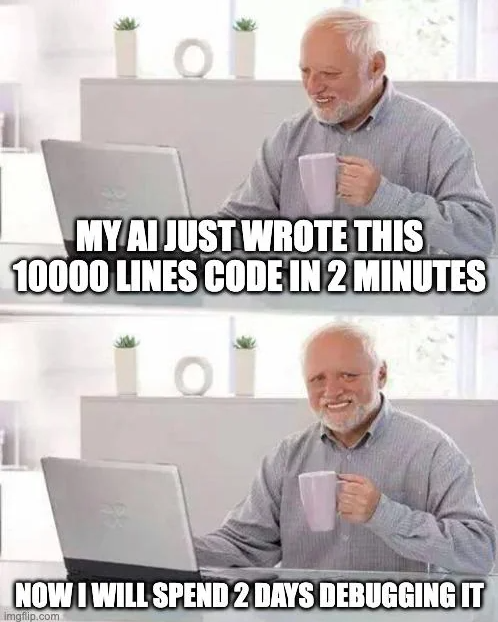 MY AI JUST WROTE THIS
10000 LINES CODE IN 2 MINUTES
NOW I WILL SPEND 2 DAYS DEBUGGING IT
imgflip.com